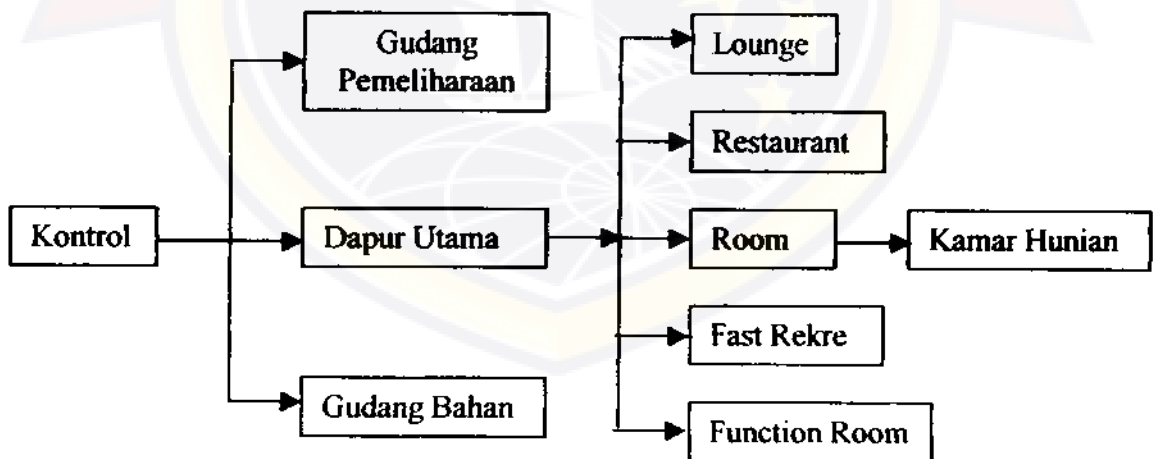 Gudang
Pemeliharaan
Lounge
Restaurant
Kontrol
Dapur Utama
Room
Kamar Hunian
Fast Rekre
Gudang Bahan
Function Room